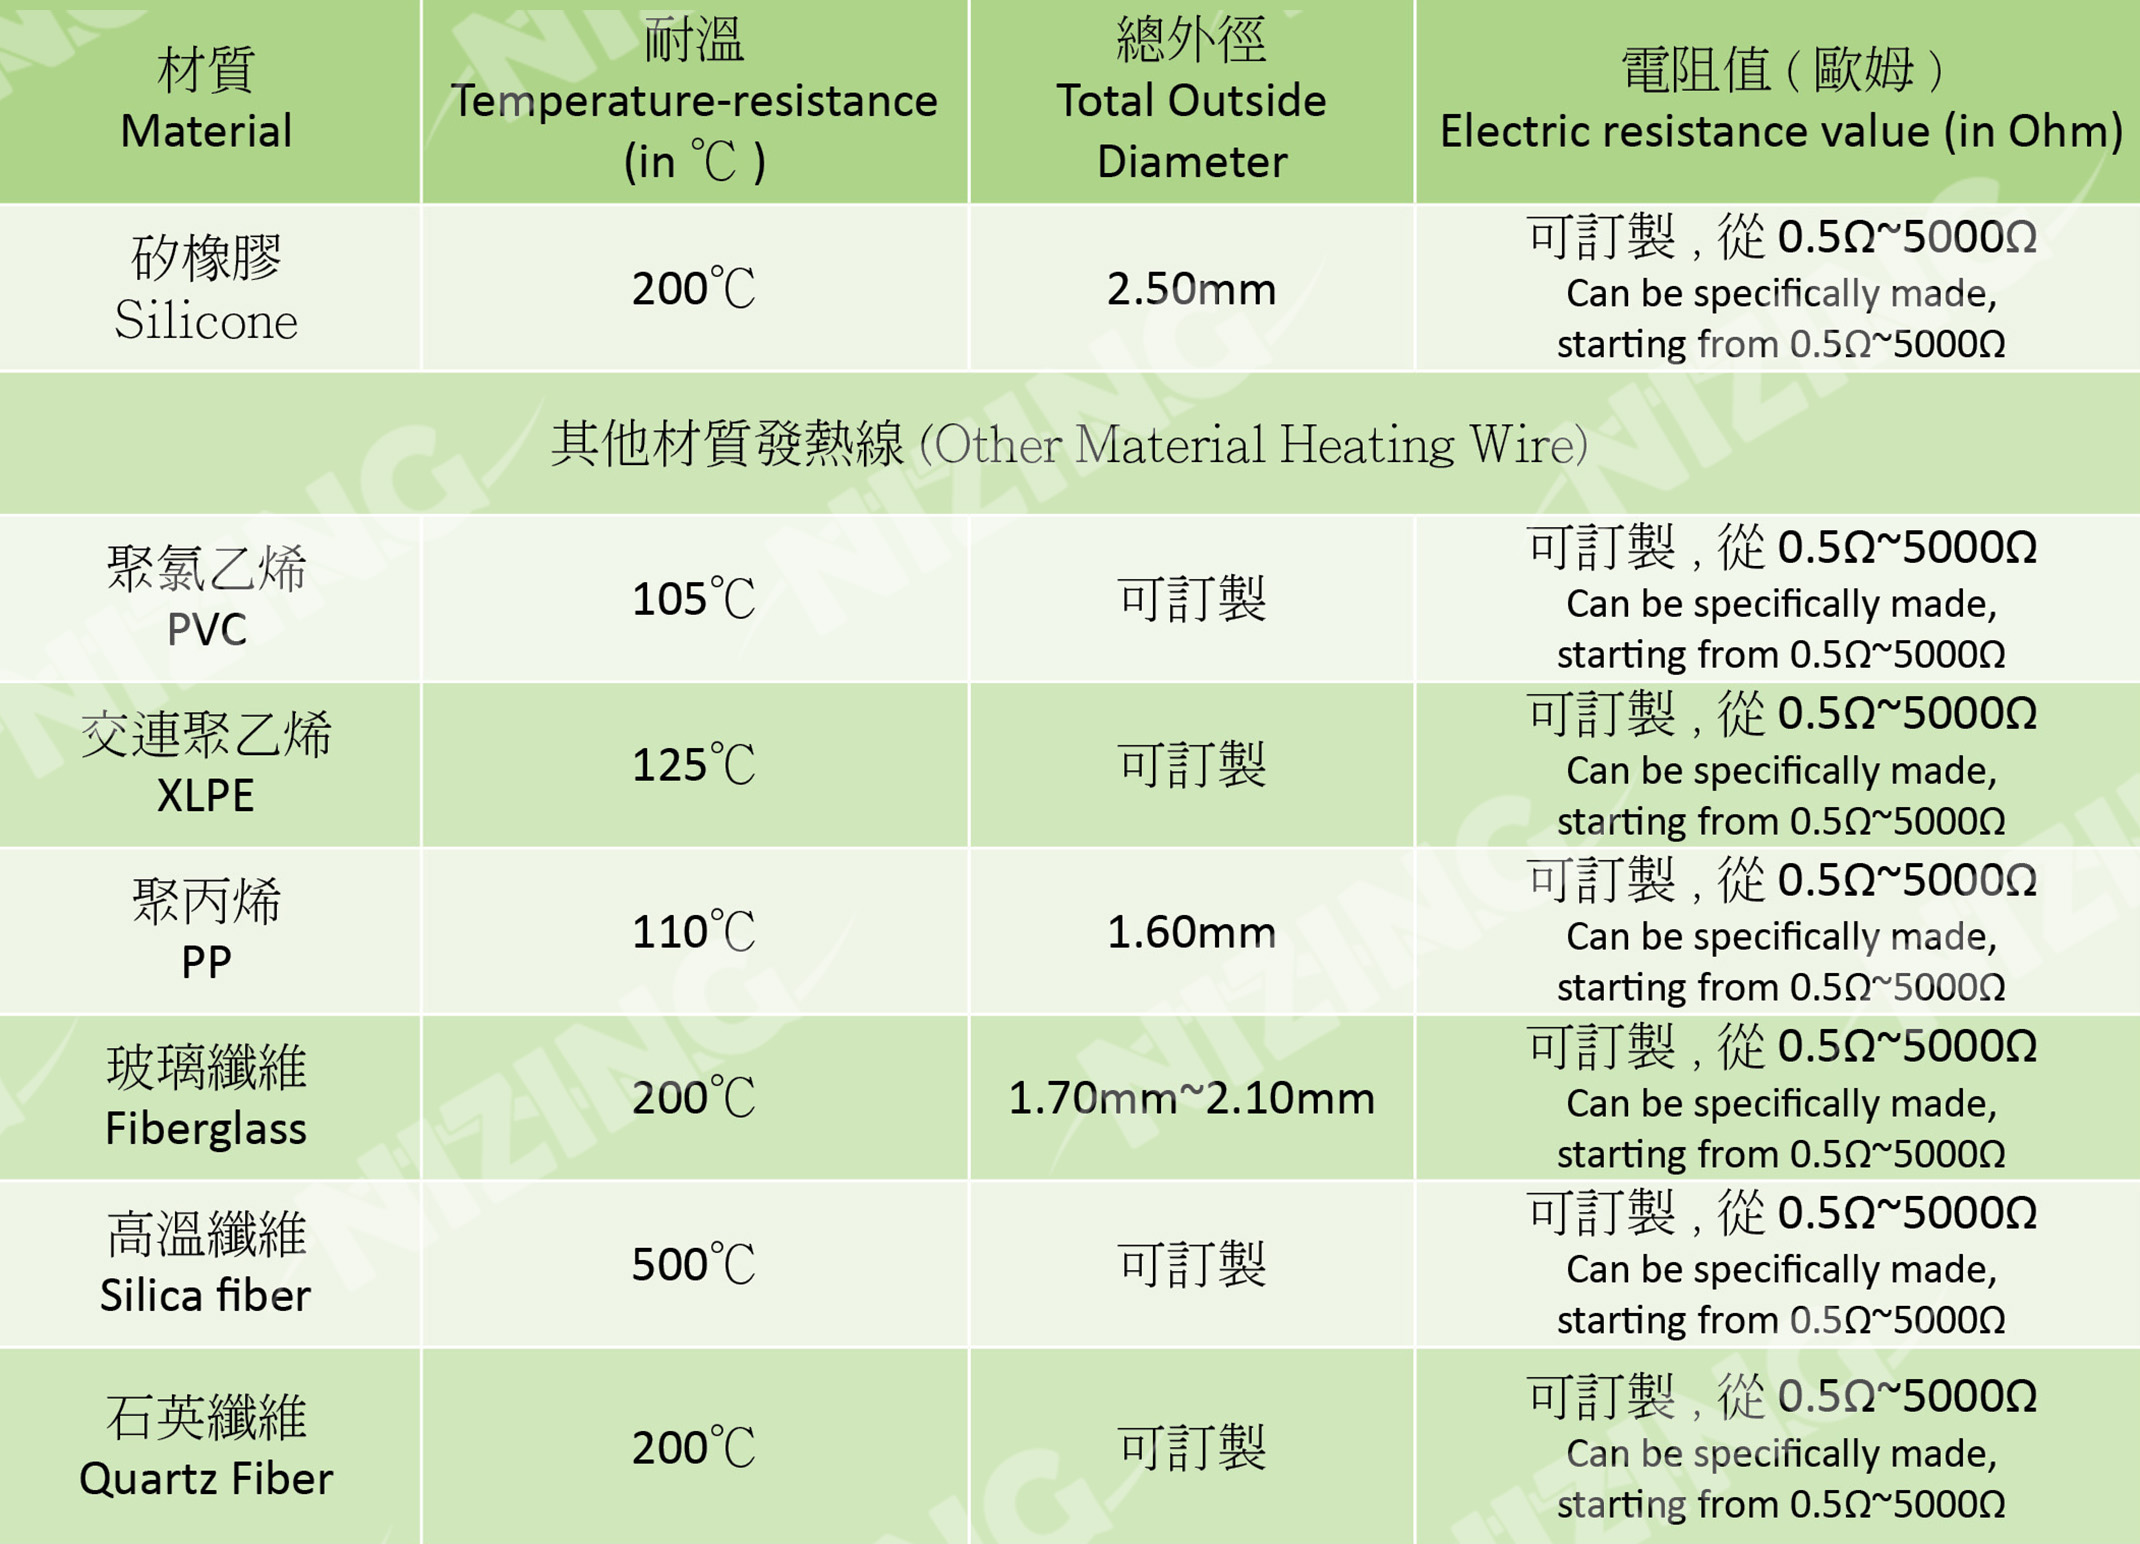 材質
Material
耐溫
Temperature-resistance
(in ℃ )
總外徑
Total Outside
Diameter
電阻值 ( 歐姆 )
Electric resistance value (in Ohm)
矽橡膠
Silicone
200℃
2.50mm
可訂製 , 從 0.5Ω~5000Ω
Can be specifically made,
starting from 0.5Ω~5000Ω
其他材質發熱線 (Other Material Heating Wire)
聚氯乙烯
PVC
105℃
可訂製
可訂製 , 從 0.5Ω~5000Ω
Can be specifically made,
starting from 0.5Ω~5000Ω
交連聚乙烯
XLPE
125℃
可訂製
可訂製 , 從 0.5Ω~5000Ω
Can be specifically made,
starting from 0.5Ω~5000Ω
聚丙烯
PP
110℃
1.60mm
可訂製 , 從 0.5Ω~5000Ω
Can be specifically made,
starting from 0.5Ω~5000Ω
玻璃纖維
Fiberglass
200℃
1.70mm~2.10mm
可訂製 , 從 0.5Ω~5000Ω
Can be specifically made,
starting from 0.5Ω~5000Ω
高溫纖維
Silica fiber
500℃
可訂製
可訂製 , 從 0.5Ω~5000Ω
Can be specifically made,
starting from 0.5Ω~5000Ω
石英纖維
Quartz Fiber
200℃
可訂製
可訂製 , 從 0.5Ω~5000Ω
Can be specifically made,
starting from 0.5Ω~5000Ω
NIZING